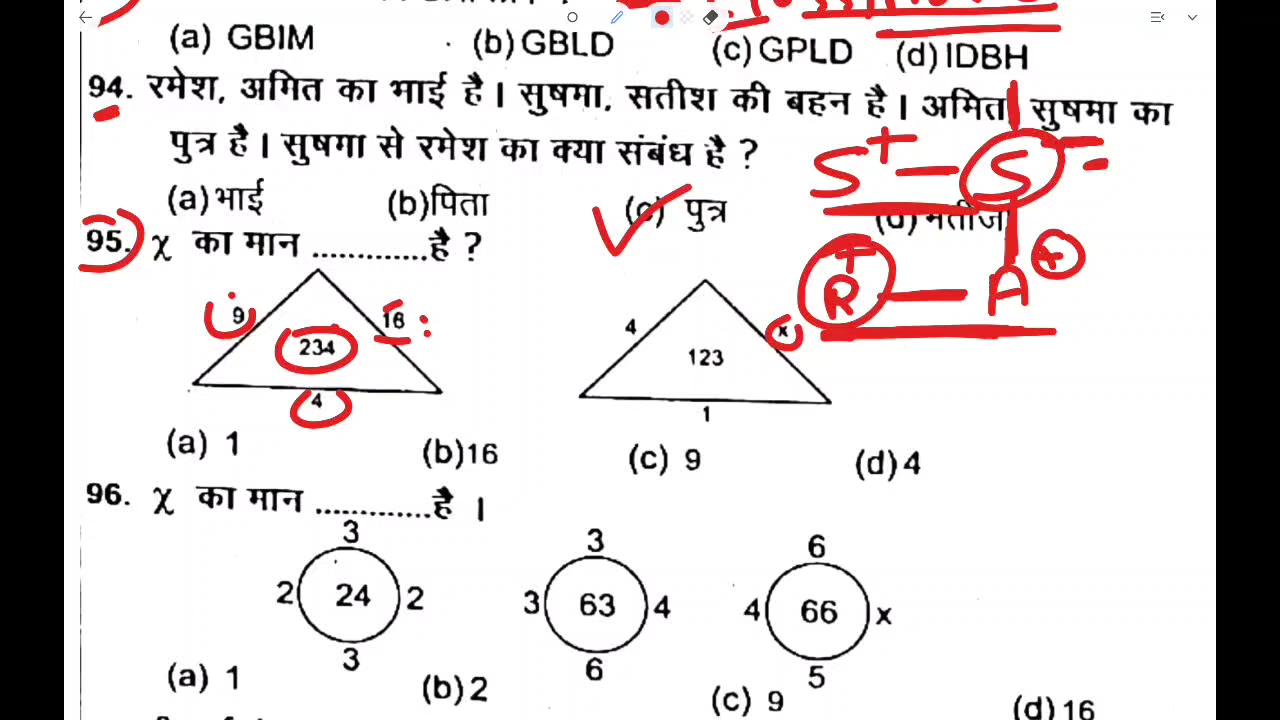 (a) GBIM (b) GBLD (c) GPLD (d) IDBH
94. रमेश, अमित का भाई है । सुषमा, सतीश की बहन है । अमित सुषमा का
पुत्र है । सुषमा से रमेश का क्या संबंध है ?
S + — S —
(a) भाई (b) पिता (c) पुत्र (d) भतीजा
95. χ का मान .............है ?
R + — A +
9 16 234 4
4 x 123 1
(a) 1 (b) 16 (c) 9 (d) 4
96. χ का मान .............है ।
3 3 6
2 24 2 3 63 4 4 66 x
3 6 5
(a) 1 (b) 2 (c) 9 (d) 16